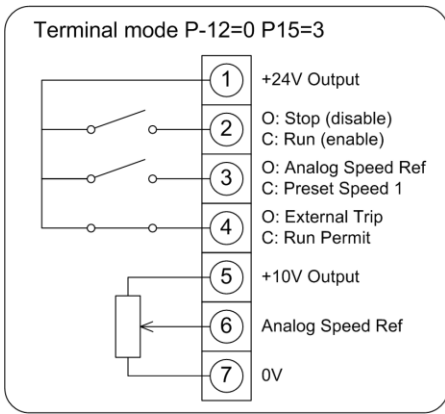 Terminal mode P-12=0 P15=3
1 +24V Output
2 O: Stop (disable)
C: Run (enable)
3 O: Analog Speed Ref
C: Preset Speed 1
4 O: External Trip
C: Run Permit
5 +10V Output
6 Analog Speed Ref
7 0V